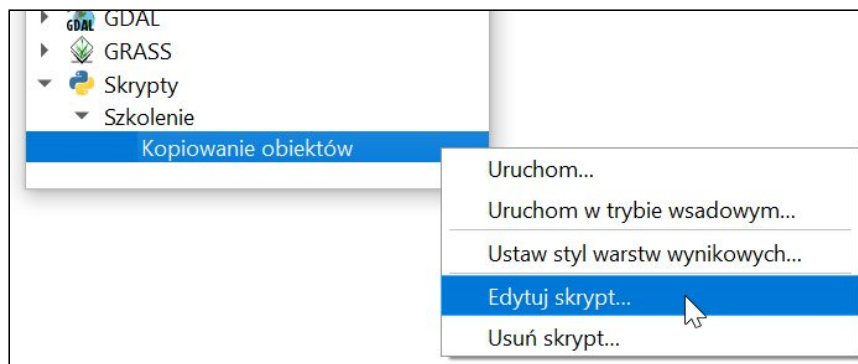 GDAL GDAL
GRASS
Skrypty
Szkolenie
Kopiowanie obiektów
Uruchom...
Uruchom w trybie wsadowym...
Ustaw styl warstw wynikowych...
Edytuj skrypt...
Usuń skrypt...